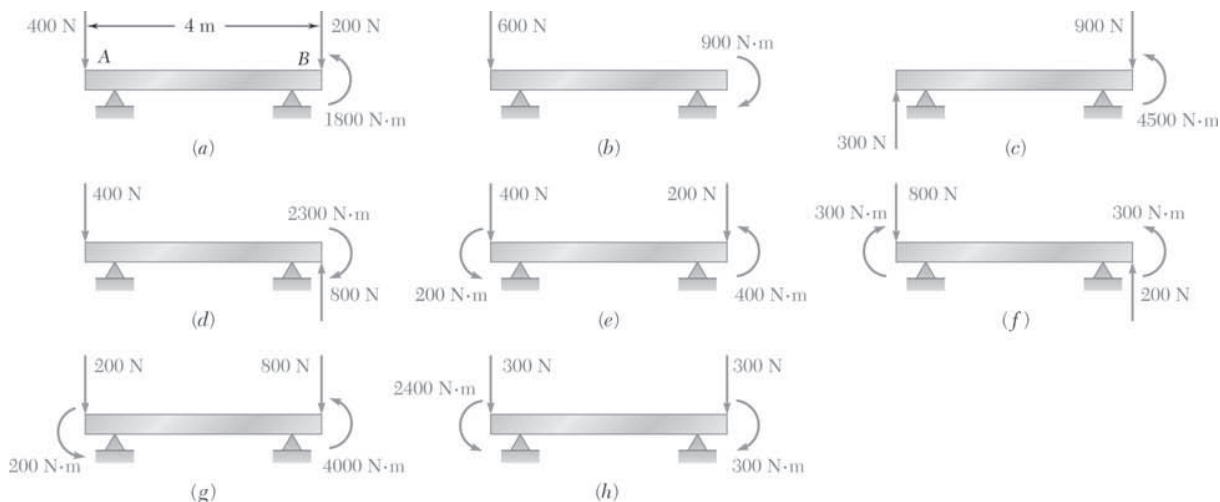 400 N
4 m
200 N
A
B
1800 N·m
(a)
600 N
900 N·m
(b)
900 N
300 N
4500 N·m
(c)
400 N
2300 N·m
800 N
(d)
400 N
200 N
200 N·m
400 N·m
(e)
300 N·m
800 N
300 N·m
200 N
(f)
200 N
800 N
200 N·m
4000 N·m
(g)
2400 N·m
300 N
300 N
300 N·m
(h)